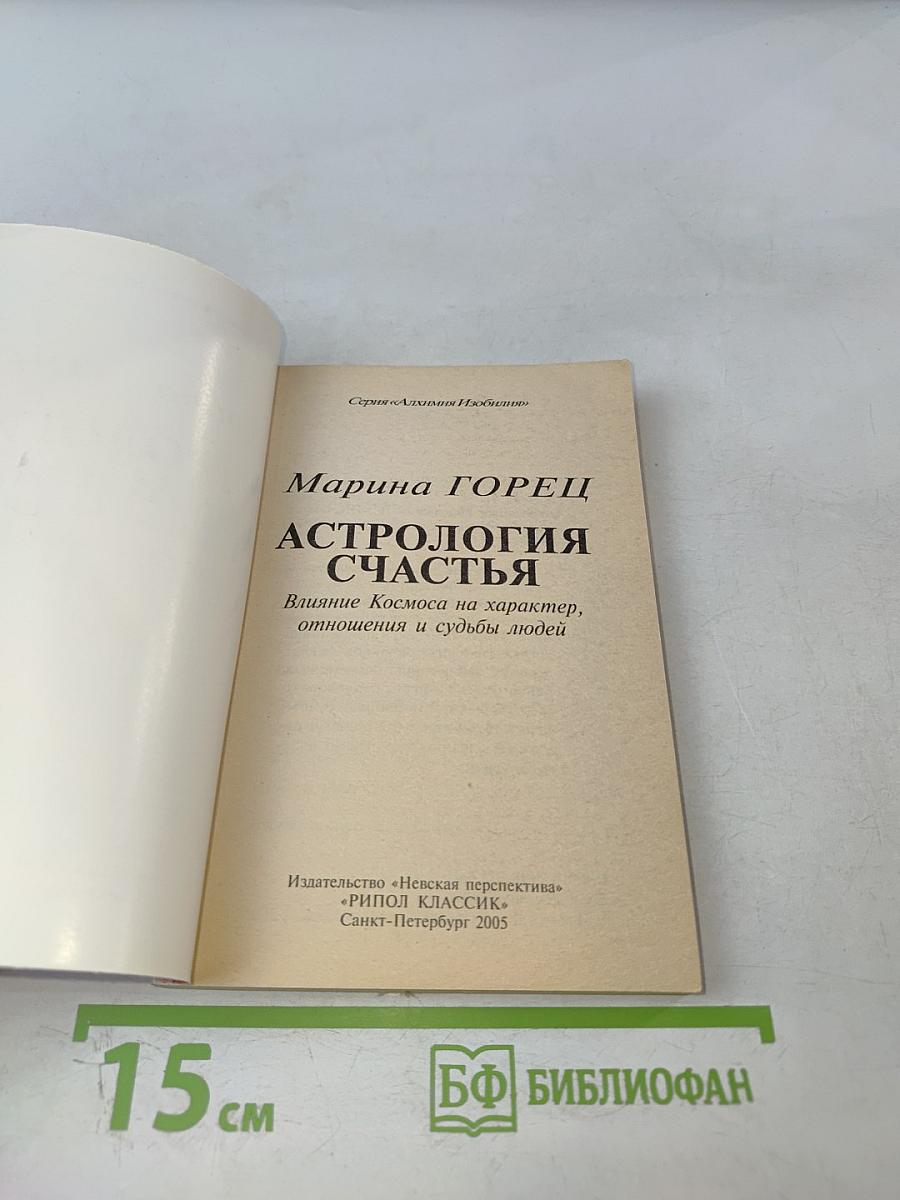 Серия «Алхимия Изобилия»
Марина ГОРЕЦ
АСТРОЛОГИЯ
СЧАСТЬЯ
Влияние Космоса на характер,
отношения и судьбы людей
Издательство «Невская перспектива»
«РИПОЛ КЛАССИК»
Санкт-Петербург 2005
15 см
БФ БИБЛИОФАН